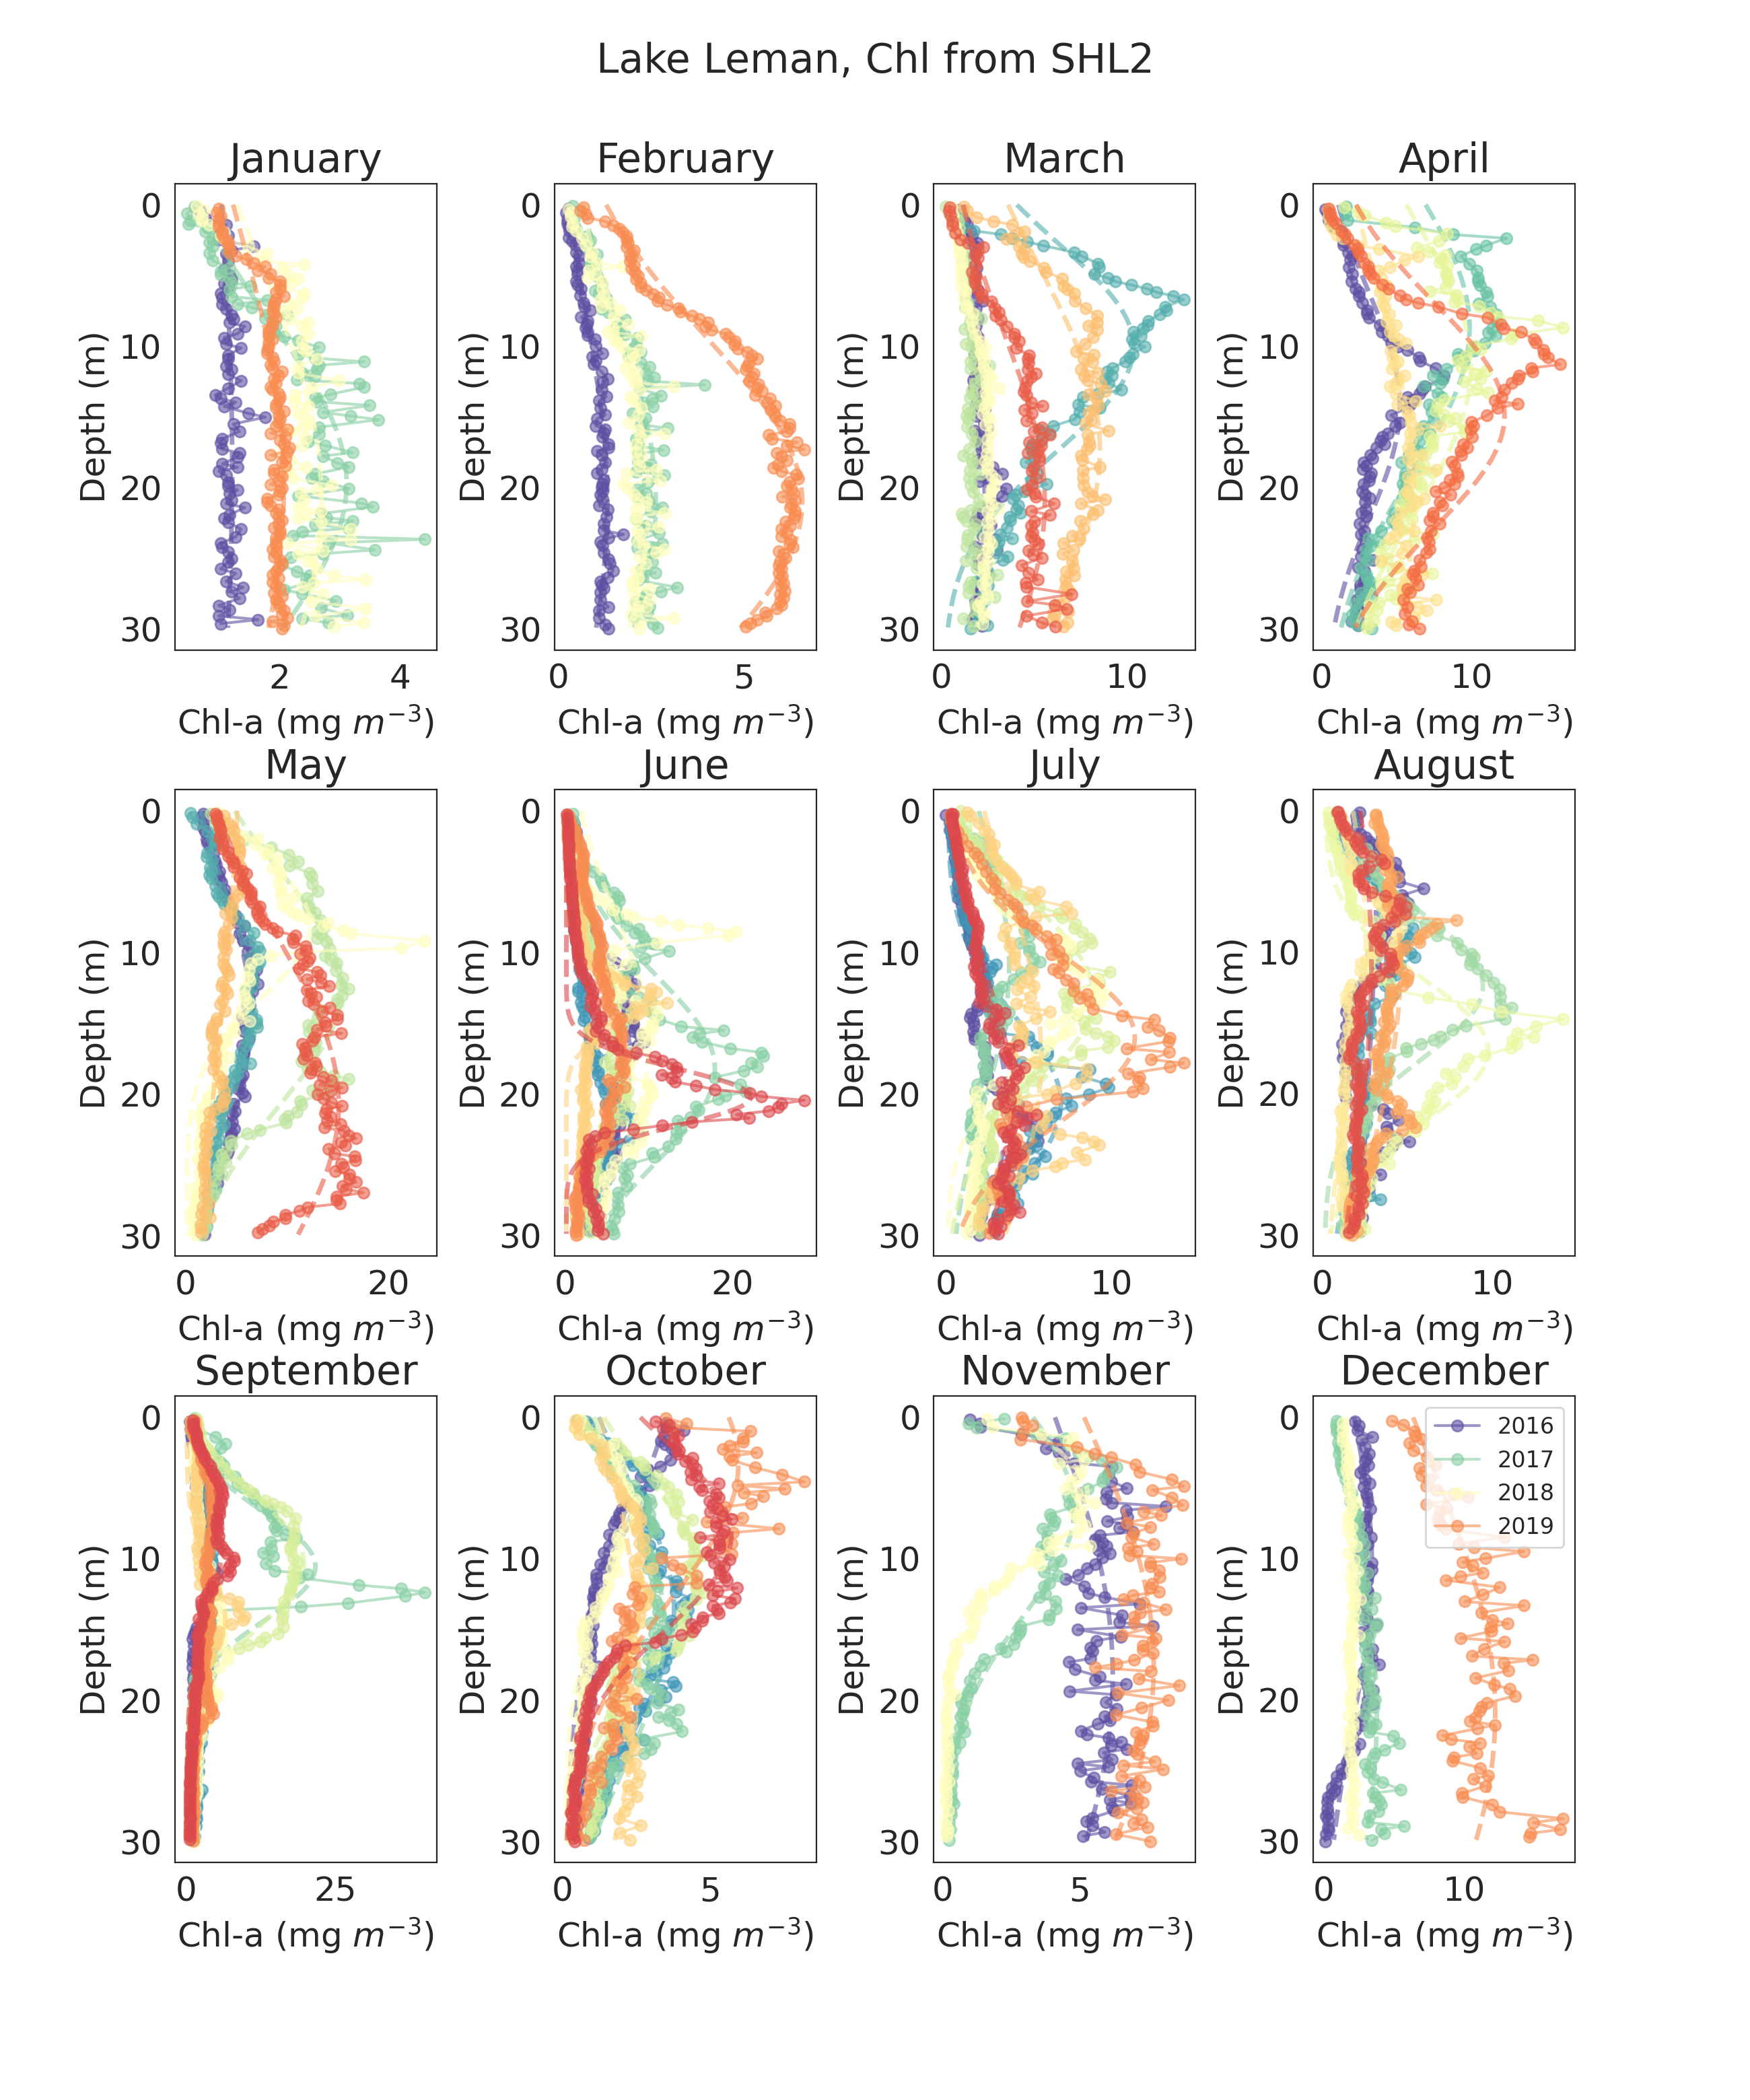 Lake Leman, Chl from SHL2
January
February
March
April
0
10
20
30
Depth (m)
2
4
Chl-a (mg m⁻³)
0
10
20
30
Depth (m)
0
5
Chl-a (mg m⁻³)
0
10
20
30
Depth (m)
0
10
Chl-a (mg m⁻³)
0
10
20
30
Depth (m)
0
10
Chl-a (mg m⁻³)
May
June
July
August
0
10
20
30
Depth (m)
0
20
Chl-a (mg m⁻³)
0
10
20
30
Depth (m)
0
20
Chl-a (mg m⁻³)
0
10
20
30
Depth (m)
0
10
Chl-a (mg m⁻³)
0
10
20
30
Depth (m)
0
10
Chl-a (mg m⁻³)
September
October
November
December
0
10
20
30
Depth (m)
0
25
Chl-a (mg m⁻³)
0
10
20
30
Depth (m)
0
5
Chl-a (mg m⁻³)
0
10
20
30
Depth (m)
0
5
Chl-a (mg m⁻³)
0
10
20
30
Depth (m)
2016
2017
2018
2019
0
10
Chl-a (mg m⁻³)